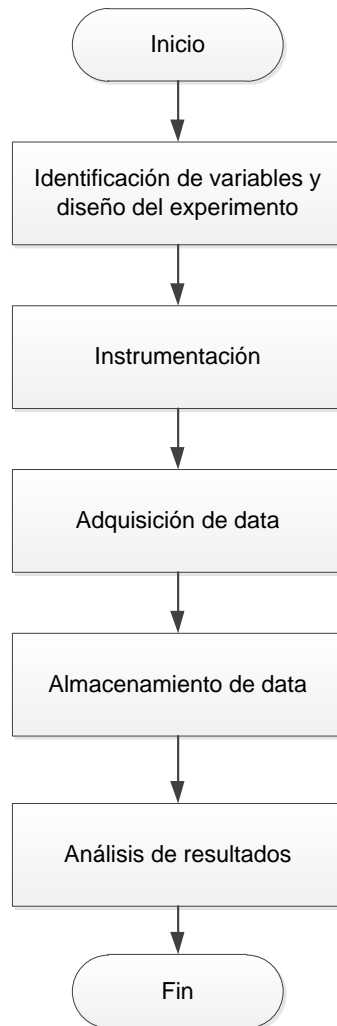 Inicio
Identificación de variables y
diseño del experimento
Instrumentación
Adquisición de data
Almacenamiento de data
Análisis de resultados
Fin